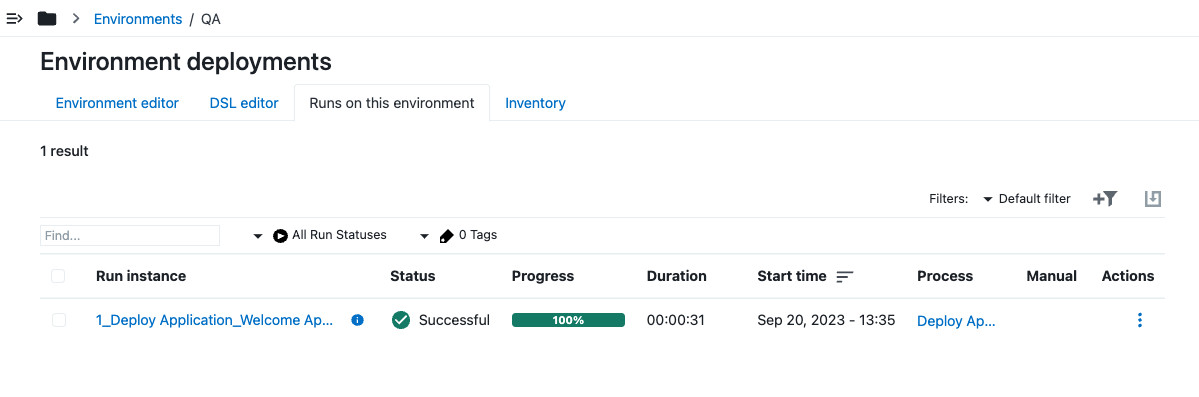 Environments / QA
Environment deployments
Environment editor DSL editor Runs on this environment Inventory
1 result
Filters: Default filter
Find... All Run Statuses 0 Tags
Run instance Status Progress Duration Start time Process Manual Actions
1_Deploy Application_Welcome Ap... Successful 100% 00:00:31 Sep 20, 2023 - 13:35 Deploy Ap...